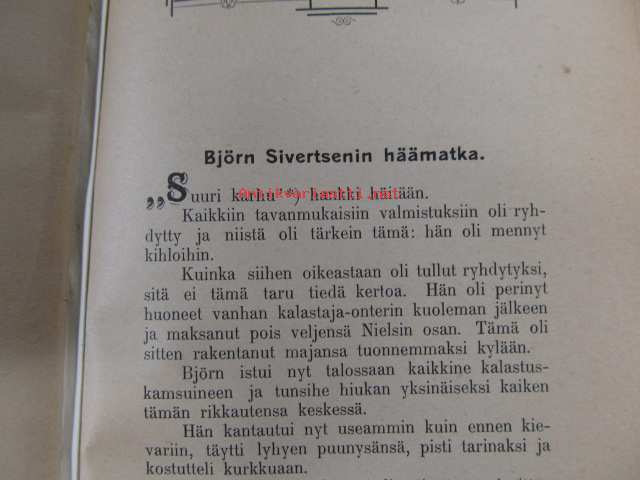 Björn Sivertsenin häämatka.
„Suuri karhu"*) hankki häitään.
Antikvariankki.net
Kaikkiin tavanmukaisiin valmistuksiin oli ryh-
dytty ja niistä oli tärkein tämä: hän oli mennyt
kihloihin.
Kuinka siihen oikeastaan oli tullut ryhdytyksi,
sitä ei tämä taru tiedä kertoa. Hän oli perinyt
huoneet vanhan kalastaja-onterin kuoleman jälkeen
ja maksanut pois veljensä Nielsin osan. Tämä oli
sitten rakentanut majansa tuonnemmaksi kylään.
Björn istui nyt talossaan kaikkine kalastus-
kamsuineen ja tunsihe hiukan yksinäiseksi kaiken
tämän rikkautensa keskessä.
Hän kantautui nyt useammin kuin ennen kie-
variin, täytti lyhyen puunysänsä, pisti tarinaksi ja
kostutteli kurkkuaan.